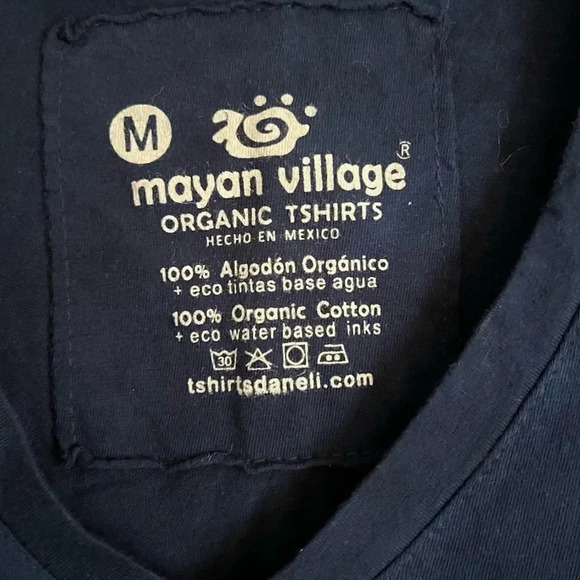 M
mayan village®
ORGANIC TSHIRTS
HECHO EN MEXICO
100% Algodón Orgánico
+ eco tintas base agua
100% Organic Cotton
+ eco water based inks
30
tshirtsdaneli.com